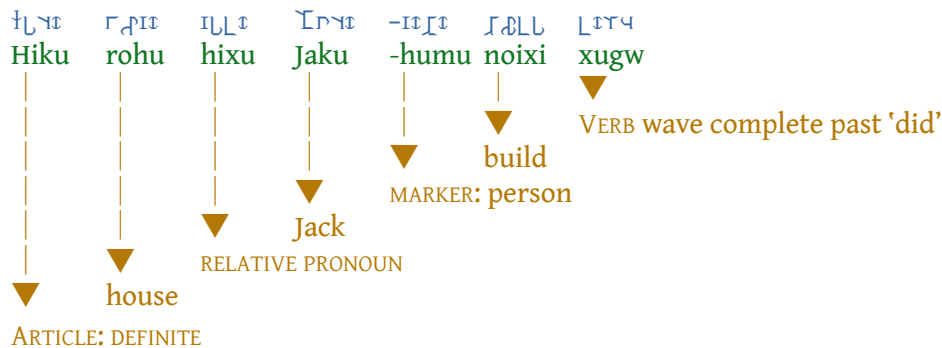 Hiku rohu hixu Jaku -humu noixi xugw
VERB wave complete past ‘did’
build
MARKER: person
Jack
RELATIVE PRONOUN
house
ARTICLE: DEFINITE